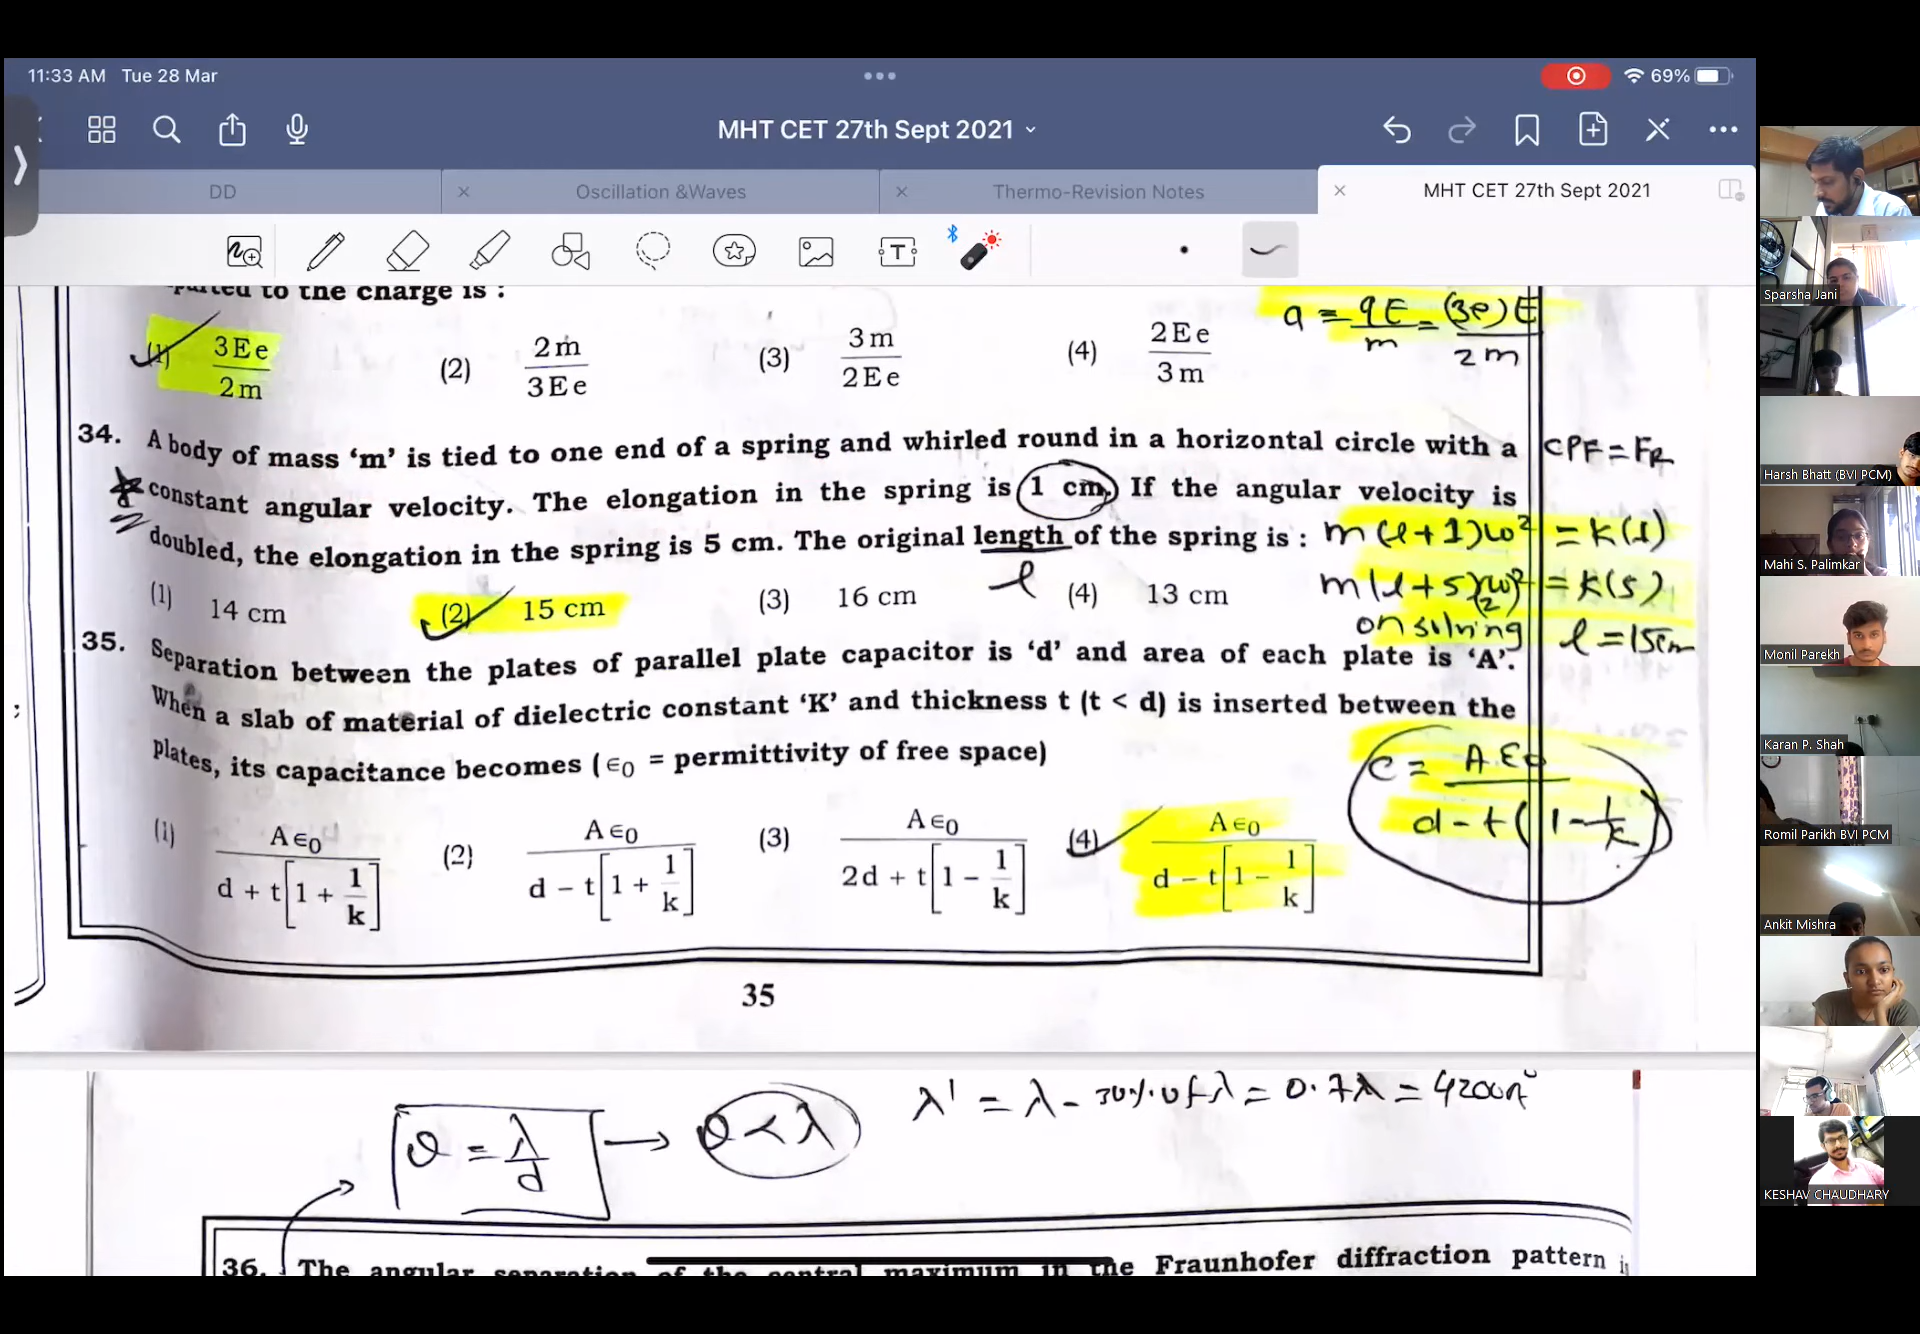 11:33 AM Tue 28 Mar
69%
MHT CET 27th Sept 2021
DD
Oscillation &Waves
Thermo-Revision Notes
MHT CET 27th Sept 2021
to the charge is :
(1) 3Ee/2m (2) 2m/3Ee (3) 3m/2Ee (4) 2Ee/3m
a = qE/m = (3e)E/2m
34. A body of mass ‘m’ is tied to one end of a spring and whirled round in a horizontal circle with a
constant angular velocity. The elongation in the spring is 1 cm. If the angular velocity is
doubled, the elongation in the spring is 5 cm. The original length of the spring is :
(1) 14 cm (2) 15 cm (3) 16 cm (4) 13 cm
l
CPF = FR
m(l+1)ω² = k(1)
m(l+5)(2ω)² = k(5)
on solving l = 15cm
35. Separation between the plates of parallel plate capacitor is ‘d’ and area of each plate is ‘A’.
When a slab of material of dielectric constant ‘K’ and thickness t (t < d) is inserted between the
plates, its capacitance becomes (ϵ0 = permittivity of free space)
(1) Aϵ0/d + t[1 + 1/k] (2) Aϵ0/d − t[1 + 1/k] (3) Aϵ0/2d + t[1 − 1/k] (4) Aϵ0/d − t[1 − 1/k]
C = Aε0/d − t(1 − 1/k)
35
θ = λ/d → θ < λ
λ' = λ - 30% of λ = 0.7λ = 4200A°
36. The angular separation of the central maximum in the Fraunhofer diffraction pattern
Sparsha Jani
Harsh Bhatt (BVI PCM)
Mahi S. Palimkar
Monil Parekh
Karan P. Shah
Romil Parikh BVI PCM
Ankit Mishra
KESHAV CHAUDHARY